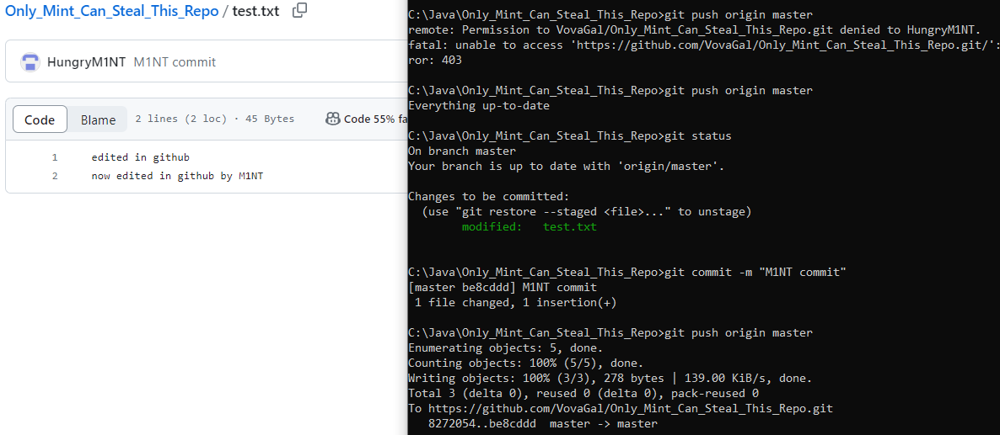 Only_Mint_Can_Steal_This_Repo / test.txt
HungryM1NT M1NT commit
Code Blame 2 lines (2 loc) · 45 Bytes Code 55% fa
1 edited in github
2 now edited in github by M1NT
C:\Java\Only_Mint_Can_Steal_This_Repo>git push origin master
remote: Permission to VovaGal/Only_Mint_Can_Steal_This_Repo.git denied to HungryM1NT.
fatal: unable to access 'https://github.com/VovaGal/Only_Mint_Can_Steal_This_Repo.git/':
ror: 403
C:\Java\Only_Mint_Can_Steal_This_Repo>git push origin master
Everything up-to-date
C:\Java\Only_Mint_Can_Steal_This_Repo>git status
On branch master
Your branch is up to date with 'origin/master'.
Changes to be committed:
(use "git restore --staged <file>..." to unstage)
modified: test.txt
C:\Java\Only_Mint_Can_Steal_This_Repo>git commit -m "M1NT commit"
[master be8cddd] M1NT commit
1 file changed, 1 insertion(+)
C:\Java\Only_Mint_Can_Steal_This_Repo>git push origin master
Enumerating objects: 5, done.
Counting objects: 100% (5/5), done.
Writing objects: 100% (3/3), 278 bytes | 139.00 KiB/s, done.
Total 3 (delta 0), reused 0 (delta 0), pack-reused 0
To https://github.com/VovaGal/Only_Mint_Can_Steal_This_Repo.git
8272054..be8cddd master -> master